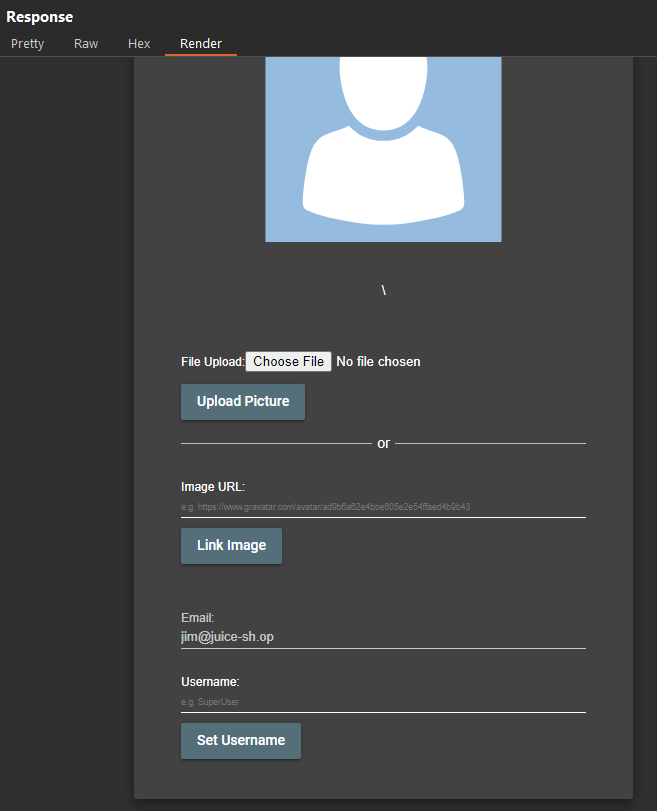 Response
Pretty Raw Hex Render
\
File Upload: Choose File No file chosen
Upload Picture
or
Image URL:
e.g. https://www.gravatar.com/avatar/ad9b6a62e4bbe605e2e54ffaed4b9b43
Link Image
Email:
jim@juice-sh.op
Username:
e.g. SuperUser
Set Username